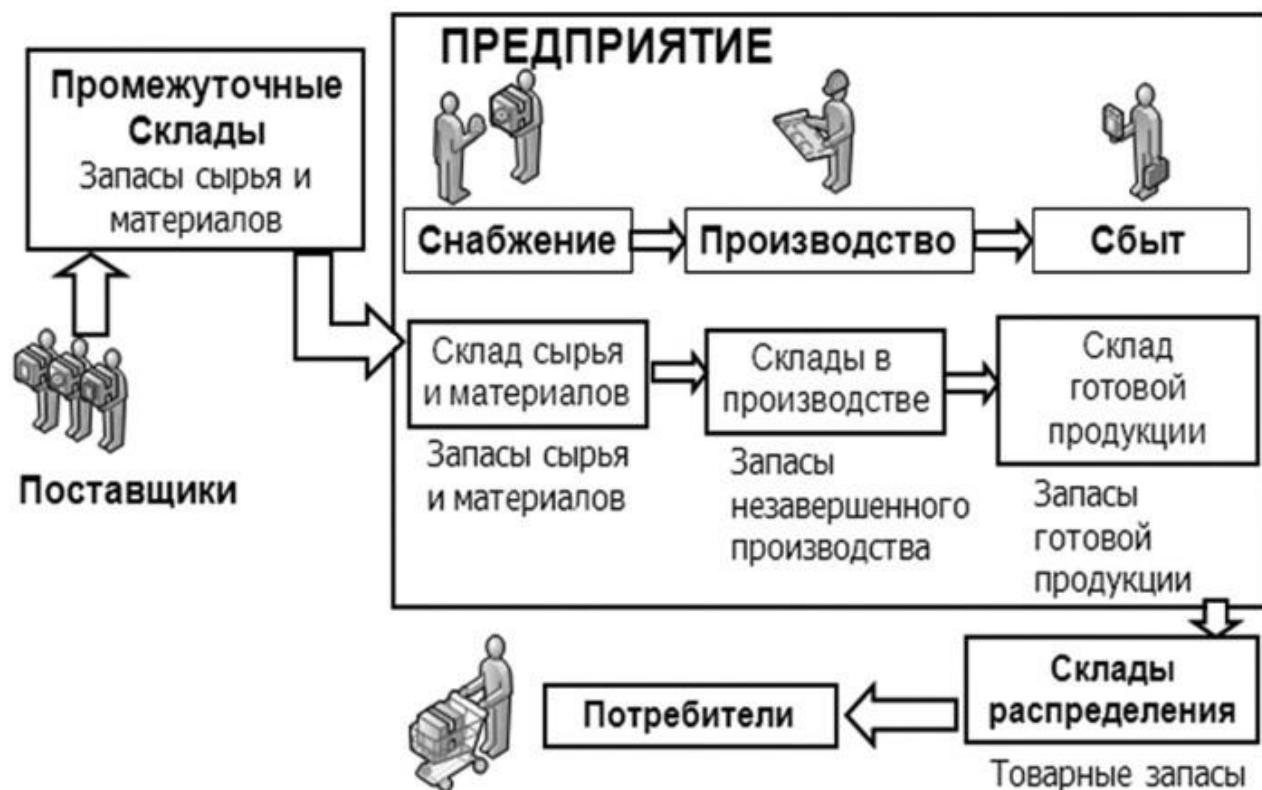 ПРЕДПРИЯТИЕ
Промежуточные
Склады
Запасы сырья и
материалов
Снабжение
Производство
Сбыт
Склад сырья
и материалов
Склады в
производстве
Склад
готовой
продукции
Запасы сырья
и материалов
Запасы
незавершенного
производства
Запасы
готовой
продукции
Поставщики
Склады
распределения
Потребители
Товарные запасы